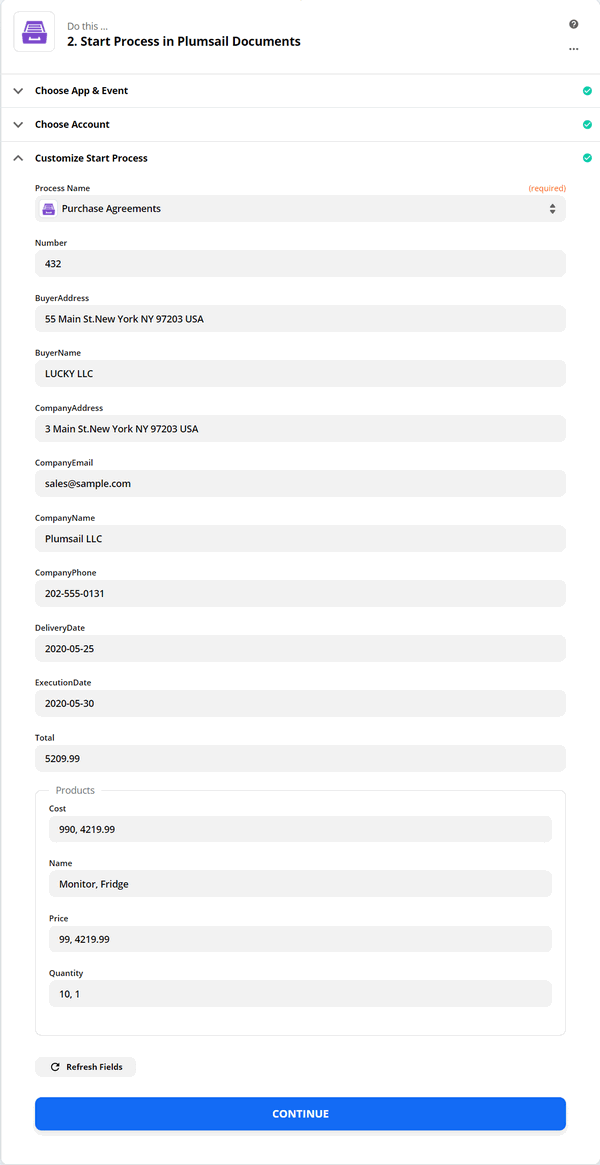 Do this ...
2. Start Process in Plumsail Documents
Choose App & Event
Choose Account
Customize Start Process
Process Name (required)
Purchase Agreements
Number
432
BuyerAddress
55 Main St.New York NY 97203 USA
BuyerName
LUCKY LLC
CompanyAddress
3 Main St.New York NY 97203 USA
CompanyEmail
sales@sample.com
CompanyName
Plumsail LLC
CompanyPhone
202-555-0131
DeliveryDate
2020-05-25
ExecutionDate
2020-05-30
Total
5209.99
Products
Cost
990, 4219.99
Name
Monitor, Fridge
Price
99, 4219.99
Quantity
10, 1
Refresh Fields
CONTINUE